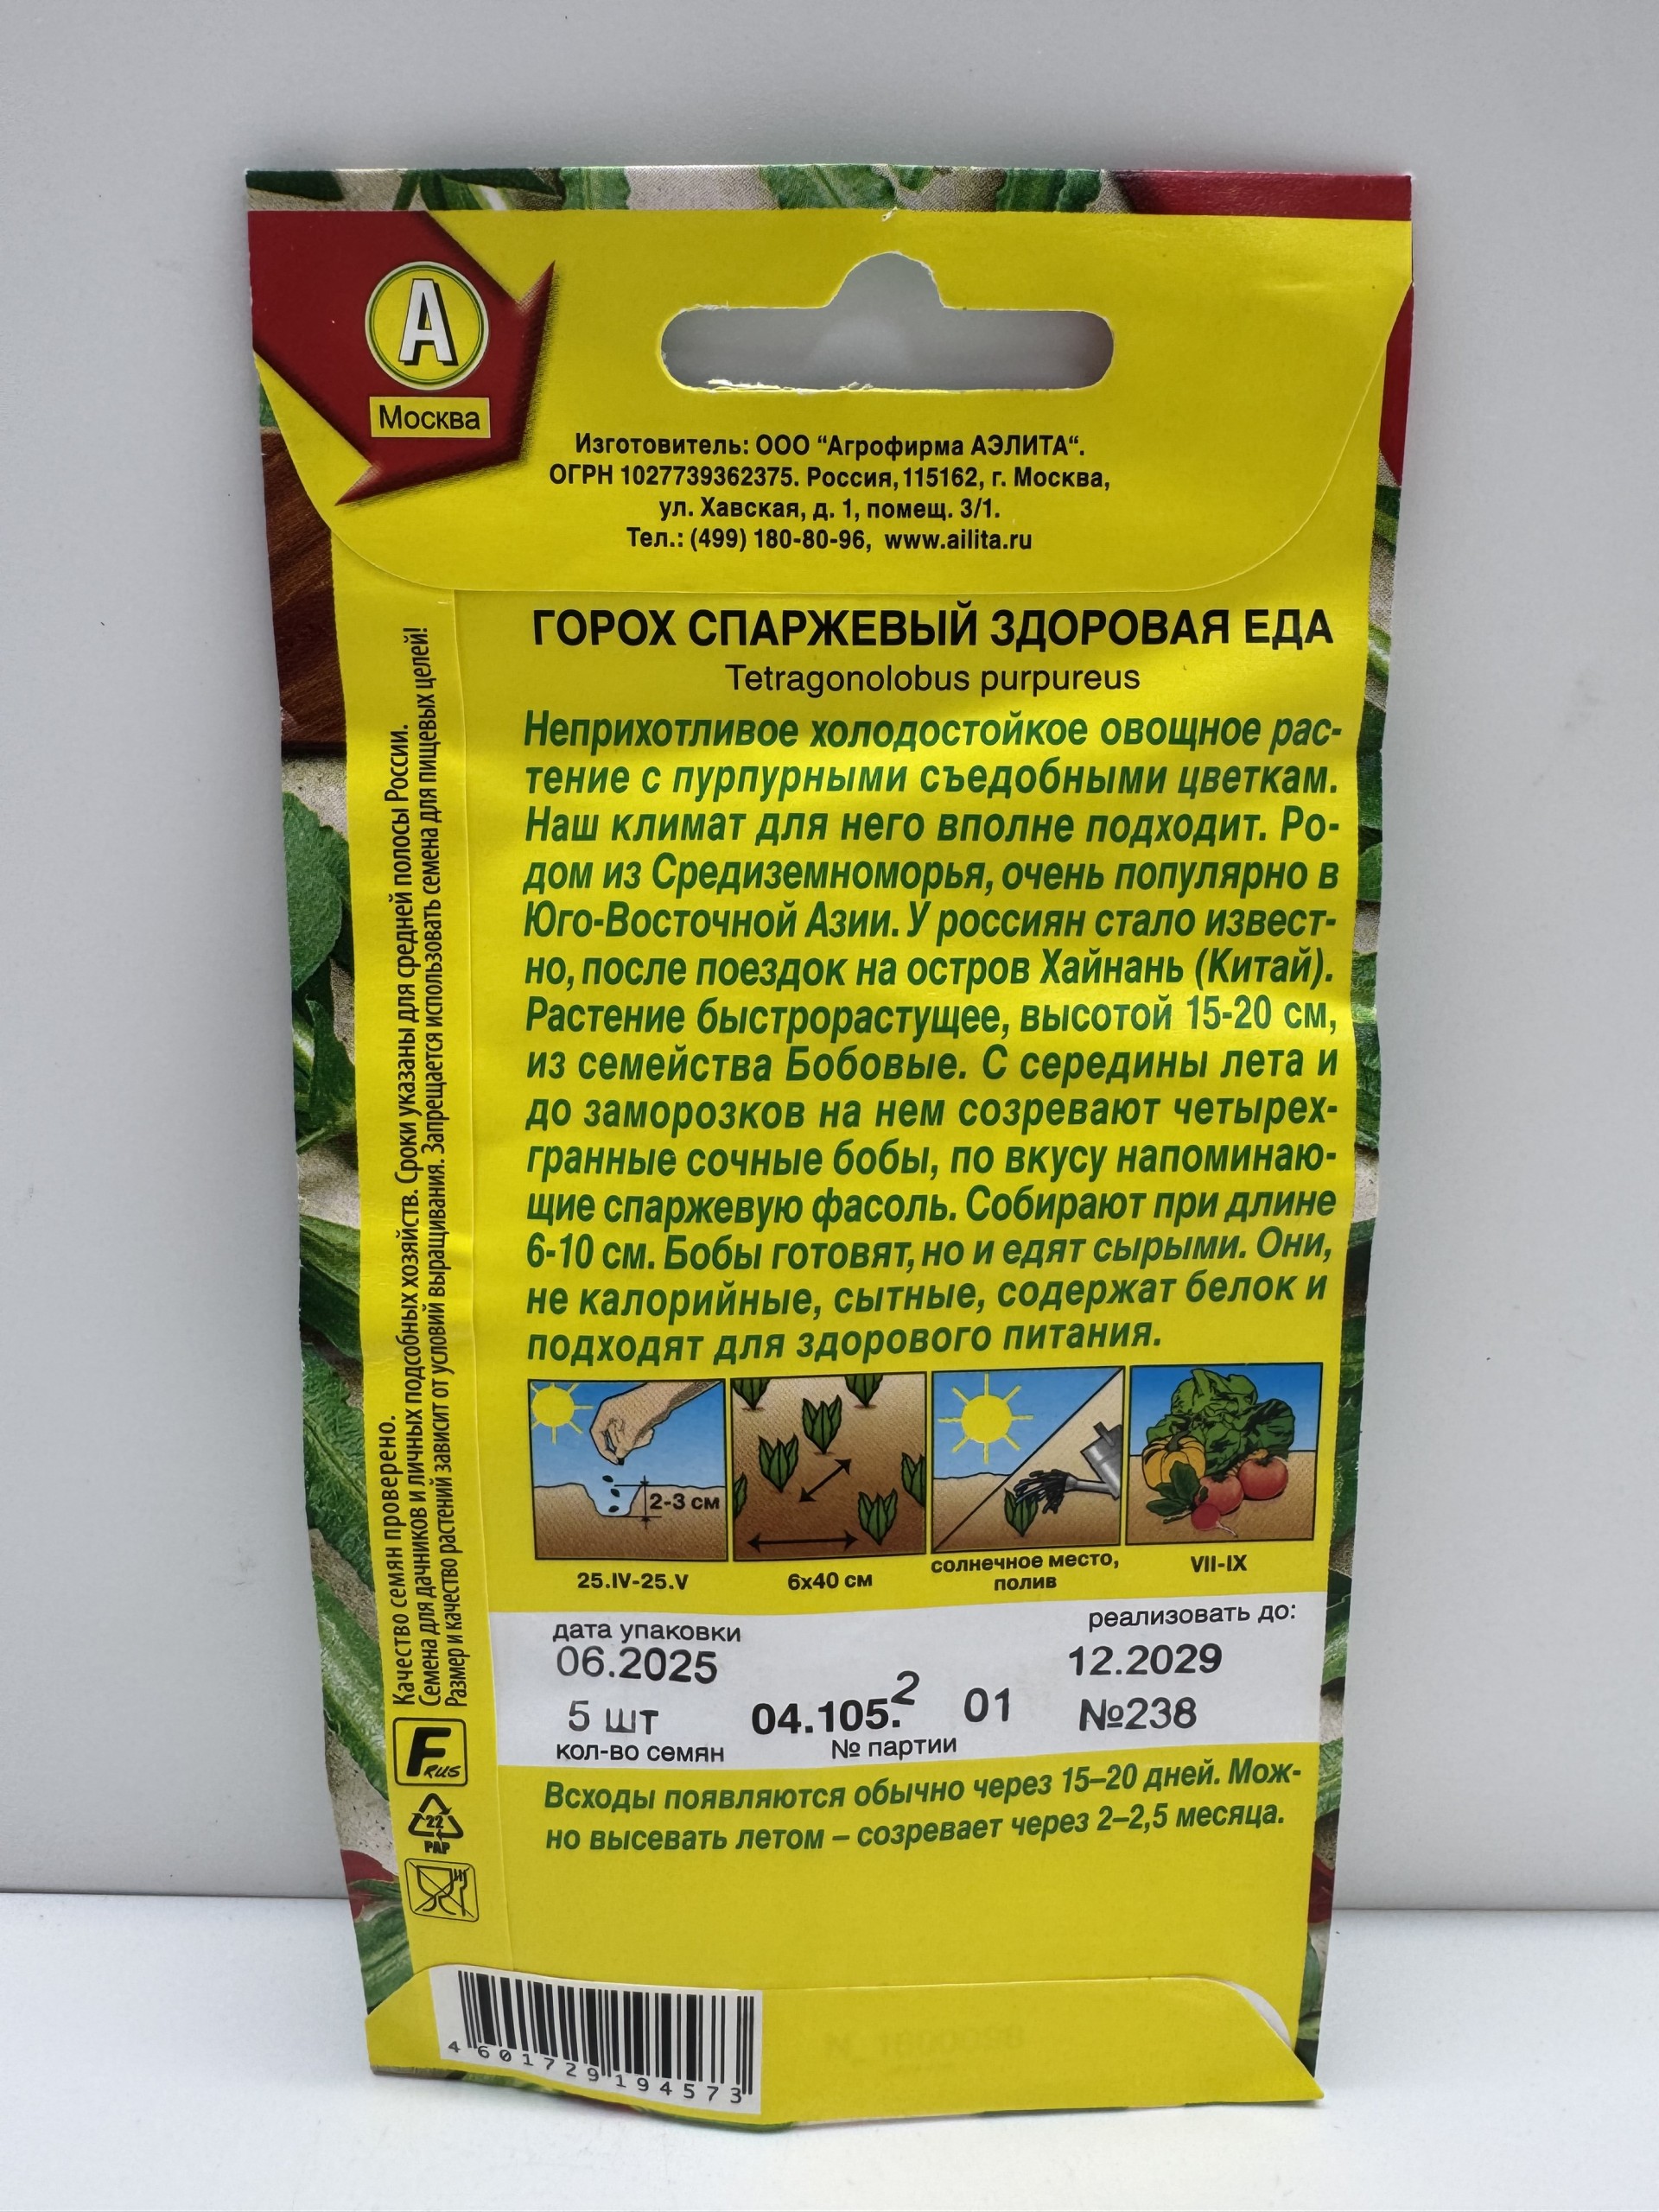 А
Москва
Изготовитель: ООО “Агрофирма АЭЛИТА“.
ОГРН 1027739362375. Россия, 115162, г. Москва,
ул. Хавская, д. 1, помещ. 3/1.
Тел.: (499) 180-80-96, www.ailita.ru
ГОРОХ СПАРЖЕВЫЙ ЗДОРОВАЯ ЕДА
Tetragonolobus purpureus
Неприхотливое холодостойкое овощное рас-
тение с пурпурными съедобными цветкам.
Наш климат для него вполне подходит. Ро-
дом из Средиземноморья, очень популярно в
Юго-Восточной Азии. У россиян стало извест-
но, после поездок на остров Хайнань (Китай).
Растение быстрорастущее, высотой 15-20 см,
из семейства Бобовые. С середины лета и
до заморозков на нем созревают четырех-
гранные сочные бобы, по вкусу напоминаю-
щие спаржевую фасоль. Собирают при длине
6-10 см. Бобы готовят, но и едят сырыми. Они,
не калорийные, сытные, содержат белок и
подходят для здорового питания.
2-3 см
25.IV-25.V
6х40 см
солнечное место,
полив
VII-IX
дата упаковки
06.2025
реализовать до:
12.2029
5 шт
04.105.2 01
№238
кол-во семян
№ партии
Всходы появляются обычно через 15–20 дней. Мож-
но высевать летом – созревает через 2–2,5 месяца.
Качество семян проверено.
Семена для дачников и личных подсобных хозяйств. Сроки указаны для средней полосы России.
Размер и качество растений зависит от условий выращивания. Запрещается использовать семена для пищевых целей!
F RUS
22
PAP
4 601729 194573